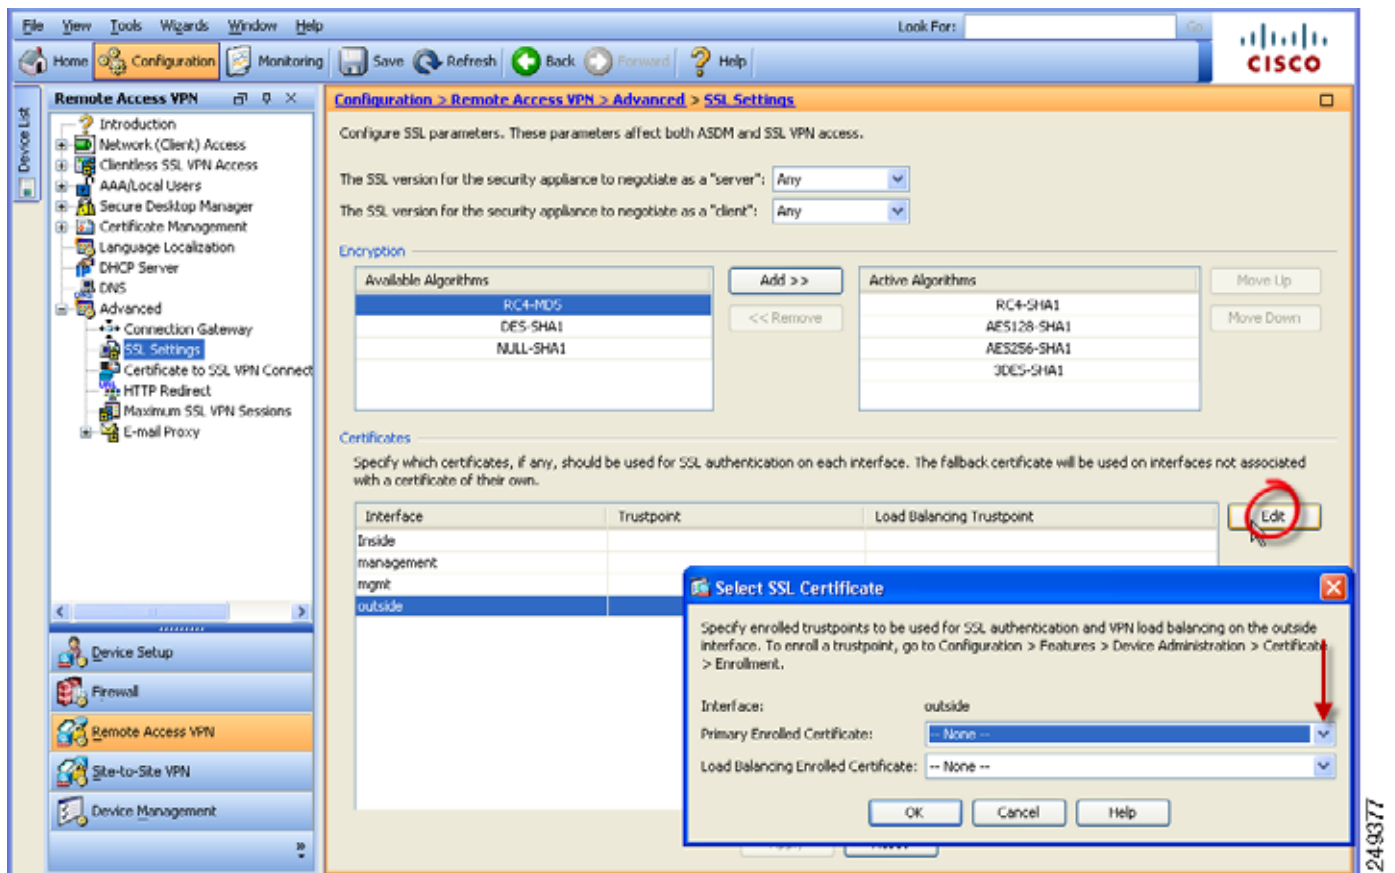 File View Tools Wizards Window Help Look For: Go
CISCO
Home Configuration Monitoring Save Refresh Back Forward Help
Device List
Remote Access VPN
Introduction
Network (Client) Access
Clientless SSL VPN Access
AAA/Local Users
Secure Desktop Manager
Certificate Management
Language Localization
DHCP Server
DNS
Advanced
Connection Gateway
SSL Settings
Certificate to SSL VPN Connect
HTTP Redirect
Maximum SSL VPN Sessions
E-mail Proxy
Device Setup
Firewall
Remote Access VPN
Site-to-Site VPN
Device Management
Configuration > Remote Access VPN > Advanced > SSL Settings
Configure SSL parameters. These parameters affect both ASDM and SSL VPN access.
The SSL version for the security appliance to negotiate as a "server": Any
The SSL version for the security appliance to negotiate as a "client": Any
Encryption
Available Algorithms
RC4-MD5
DES-SHA1
NULL-SHA1
Add >>
<< Remove
Active Algorithms
RC4-SHA1
AES128-SHA1
AES256-SHA1
3DES-SHA1
Move Up
Move Down
Certificates
Specify which certificates, if any, should be used for SSL authentication on each interface. The fallback certificate will be used on interfaces not associated
with a certificate of their own.
Interface Trustpoint Load Balancing Trustpoint
Edit
Inside
management
mgmt
outside
Select SSL Certificate
Specify enrolled trustpoints to be used for SSL authentication and VPN load balancing on the outside
interface. To enroll a trustpoint, go to Configuration > Features > Device Administration > Certificate
> Enrollment.
Interface: outside
Primary Enrolled Certificate: -- None --
Load Balancing Enrolled Certificate: -- None --
OK Cancel Help
249377